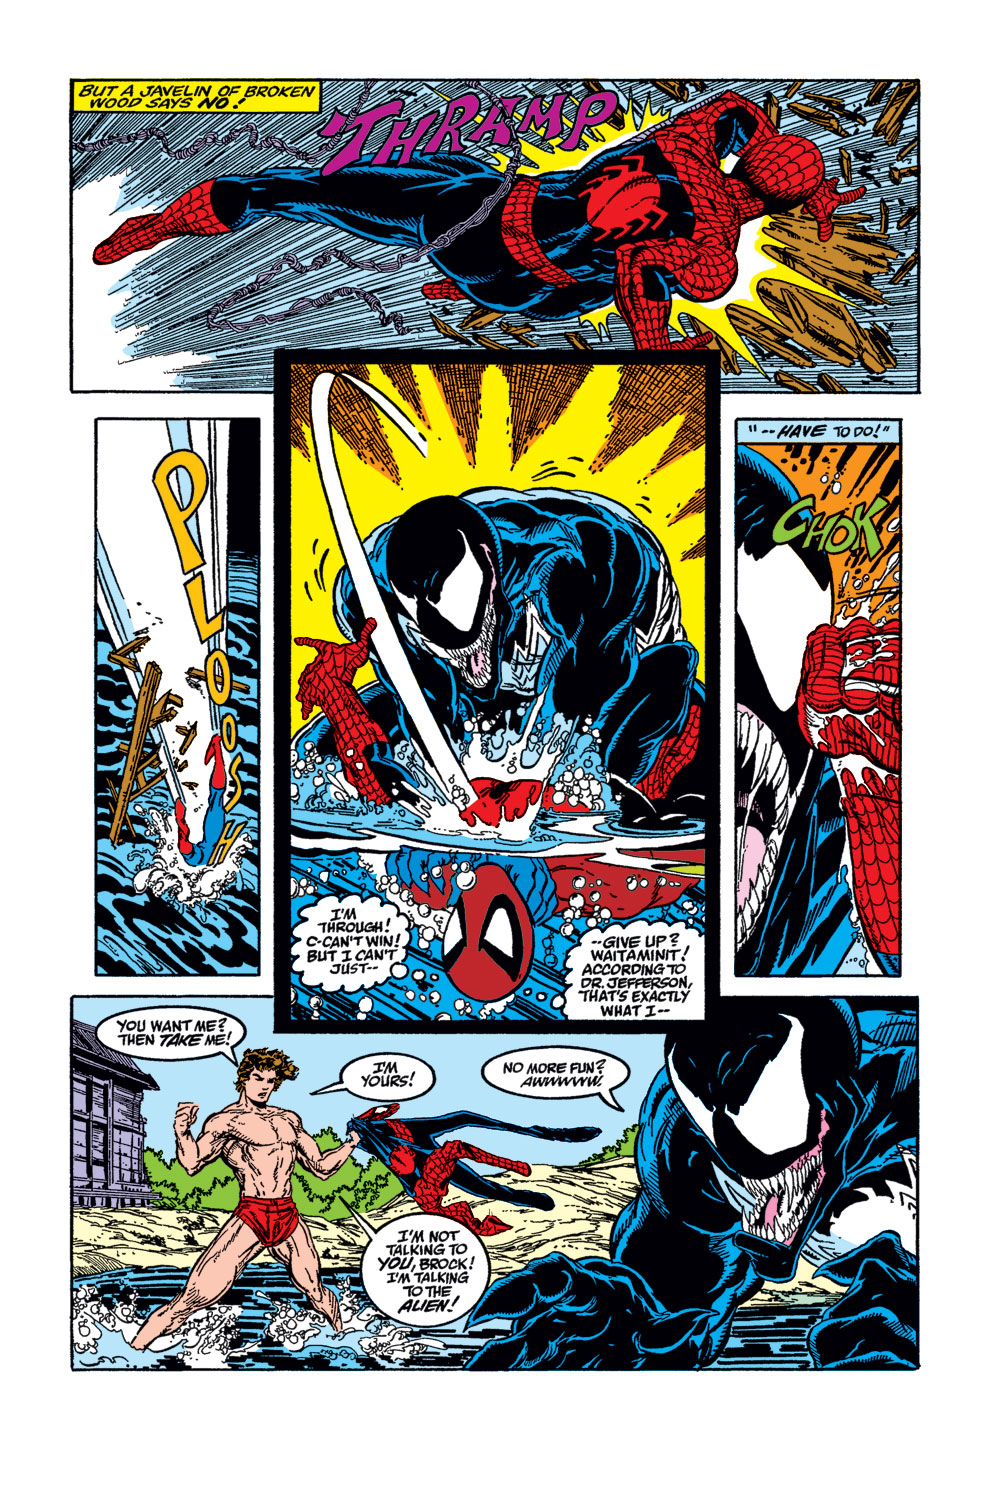 BUT A JAVELIN OF BROKEN
WOOD SAYS NO!
THRAMP
PLOOSH
I'M
THROUGH!
C-CAN'T WIN!
BUT I CAN'T
JUST--
--GIVE UP?
WAITAMINIT!
ACCORDING TO
DR. JEFFERSON,
THAT'S EXACTLY
WHAT I--
"--HAVE TO DO!"
CHOK
YOU WANT ME?
THEN TAKE ME!
I'M
YOURS!
NO MORE FUN?
AWWWWW.
I'M NOT
TALKING TO
YOU, BROCK!
I'M TALKING
TO THE
ALIEN!